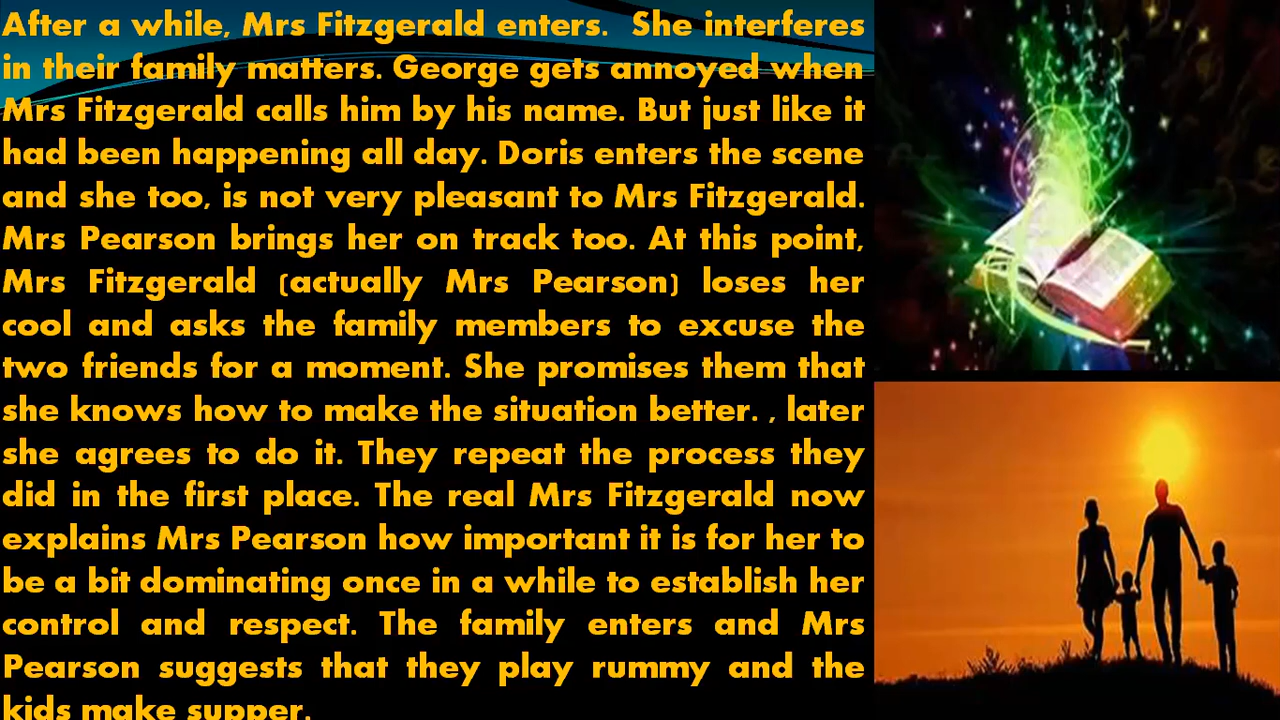 After a while, Mrs Fitzgerald enters. She interferes
in their family matters. George gets annoyed when
Mrs Fitzgerald calls him by his name. But just like it
had been happening all day. Doris enters the scene
and she too, is not very pleasant to Mrs Fitzgerald.
Mrs Pearson brings her on track too. At this point,
Mrs Fitzgerald (actually Mrs Pearson) loses her
cool and asks the family members to excuse the
two friends for a moment. She promises them that
she knows how to make the situation better. , later
she agrees to do it. They repeat the process they
did in the first place. The real Mrs Fitzgerald now
explains Mrs Pearson how important it is for her to
be a bit dominating once in a while to establish her
control and respect. The family enters and Mrs
Pearson suggests that they play rummy and the
kids make supper.